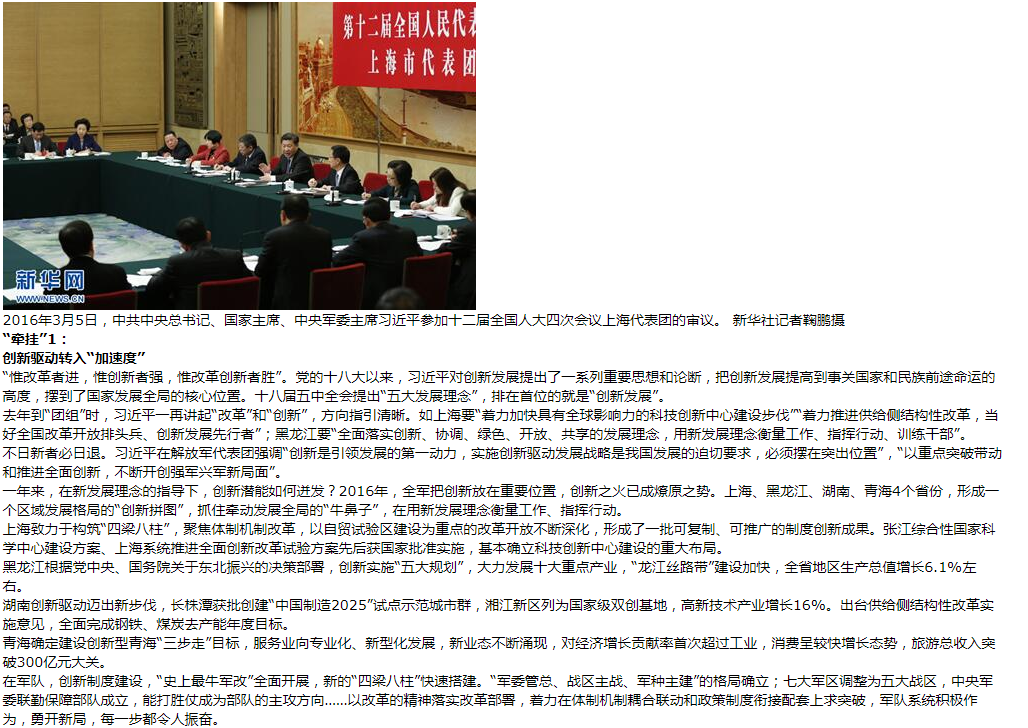 第十二届全国人民代表
上海市代表团
新华网
WWW.NEWS.CN
2016年3月5日，中共中央总书记、国家主席、中央军委主席习近平参加十二届全国人大四次会议上海代表团的审议。 新华社记者鞠鹏摄
“牵挂”1：
创新驱动转入“加速度”
“惟改革者进，惟创新者强，惟改革创新者胜”。党的十八大以来，习近平对创新发展提出了一系列重要思想和论断，把创新发展提高到事关国家和民族前途命运的
高度，摆到了国家发展全局的核心位置。十八届五中全会提出“五大发展理念”，排在首位的就是“创新发展”。
去年到“团组”时，习近平一再讲起“改革”和“创新”，方向指引清晰。如上海要“着力加快具有全球影响力的科技创新中心建设步伐”“着力推进供给侧结构性改革，当
好全国改革开放排头兵、创新发展先行者”；黑龙江要“全面落实创新、协调、绿色、开放、共享的发展理念，用新发展理念衡量工作、指挥行动、训练干部”。
不日新者必日退。习近平在解放军代表团强调“创新是引领发展的第一动力，实施创新驱动发展战略是我国发展的迫切要求，必须摆在突出位置”，“以重点突破带动
和推进全面创新，不断开创强军兴军新局面”。
一年来，在新发展理念的指导下，创新潜能如何迸发？2016年，全军把创新放在重要位置，创新之火已成燎原之势。上海、黑龙江、湖南、青海4个省份，形成一
个区域发展格局的“创新拼图”，抓住牵动发展全局的“牛鼻子”，在用新发展理念衡量工作、指挥行动。
上海致力于构筑“四梁八柱”，聚焦体制机制改革，以自贸试验区建设为重点的改革开放不断深化，形成了一批可复制、可推广的制度创新成果。张江综合性国家科
学中心建设方案、上海系统推进全面创新改革试验方案先后获国家批准实施，基本确立科技创新中心建设的重大布局。
黑龙江根据党中央、国务院关于东北振兴的决策部署，创新实施“五大规划”，大力发展十大重点产业，“龙江丝路带”建设加快，全省地区生产总值增长6.1%左
右。
湖南创新驱动迈出新步伐，长株潭获批创建“中国制造2025”试点示范城市群，湘江新区列为国家级双创基地，高新技术产业增长16%。出台供给侧结构性改革实
施意见，全面完成钢铁、煤炭去产能年度目标。
青海确定建设创新型青海“三步走”目标，服务业向专业化、新型化发展，新业态不断涌现，对经济增长贡献率首次超过工业，消费呈较快增长态势，旅游总收入突
破300亿元大关。
在军队，创新制度建设，“史上最牛军改”全面开展，新的“四梁八柱”快速搭建。“军委管总、战区主战、军种主建”的格局确立；七大军区调整为五大战区，中央军
委联勤保障部队成立，能打胜仗成为部队的主攻方向……以改革的精神落实改革部署，着力在体制机制耦合联动和政策制度衔接配套上求突破，军队系统积极作
为，勇开新局，每一步都令人振奋。